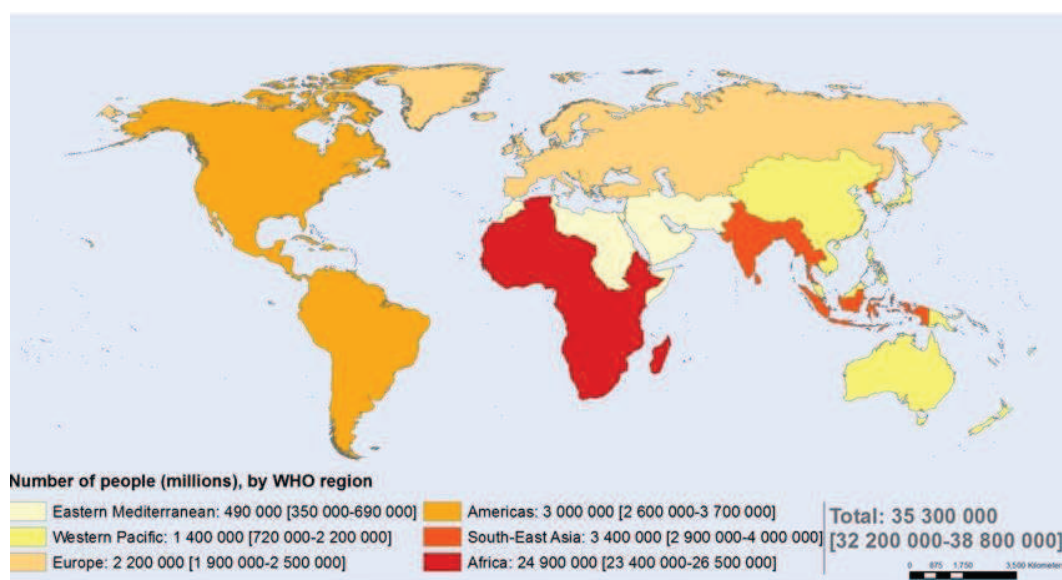 Number of people (millions), by WHO region
Eastern Mediterranean: 490 000 [350 000-690 000]
Western Pacific: 1 400 000 [720 000-2 200 000]
Europe: 2 200 000 [1 900 000-2 500 000]
Americas: 3 000 000 [2 600 000-3 700 000]
South-East Asia: 3 400 000 [2 900 000-4 000 000]
Africa: 24 900 000 [23 400 000-26 500 000]
Total: 35 300 000
[32 200 000-38 800 000]
0 875 1,750 3,500 Kilometers